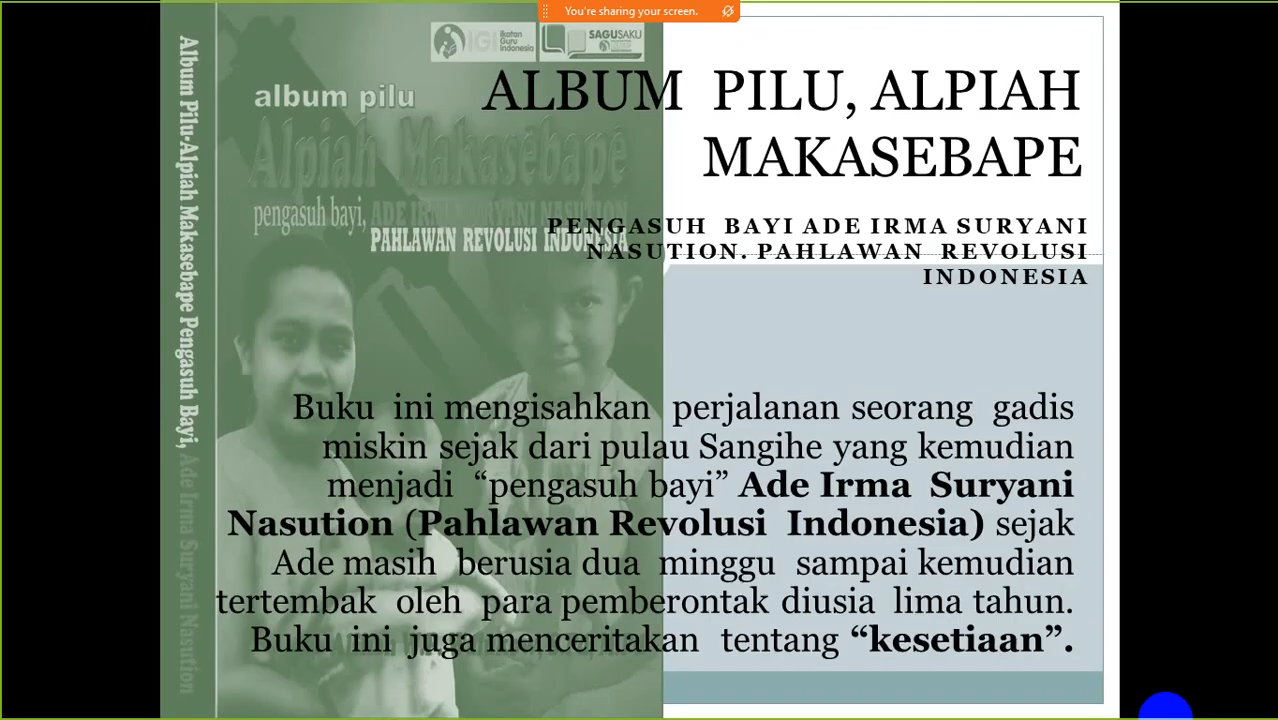 You're sharing your screen.
IGI Ikatan Guru Indonesia
SAGUSAKU
album pilu
Alpiah Makasebape
pengasuh bayi, ADE IRMA SURYANI NASUTION
PAHLAWAN REVOLUSI INDONESIA
Album Pilu-Alpiah Makasebape Pengasuh Bayi, Ade Irma Suryani Nasution
ALBUM PILU, ALPIAH
MAKASEBAPE
PENGASUH BAYI ADE IRMA SURYANI
NASUTION. PAHLAWAN REVOLUSI
INDONESIA
Buku ini mengisahkan perjalanan seorang gadis
miskin sejak dari pulau Sangihe yang kemudian
menjadi “pengasuh bayi” Ade Irma Suryani
Nasution (Pahlawan Revolusi Indonesia) sejak
Ade masih berusia dua minggu sampai kemudian
tertembak oleh para pemberontak diusia lima tahun.
Buku ini juga menceritakan tentang “kesetiaan”.